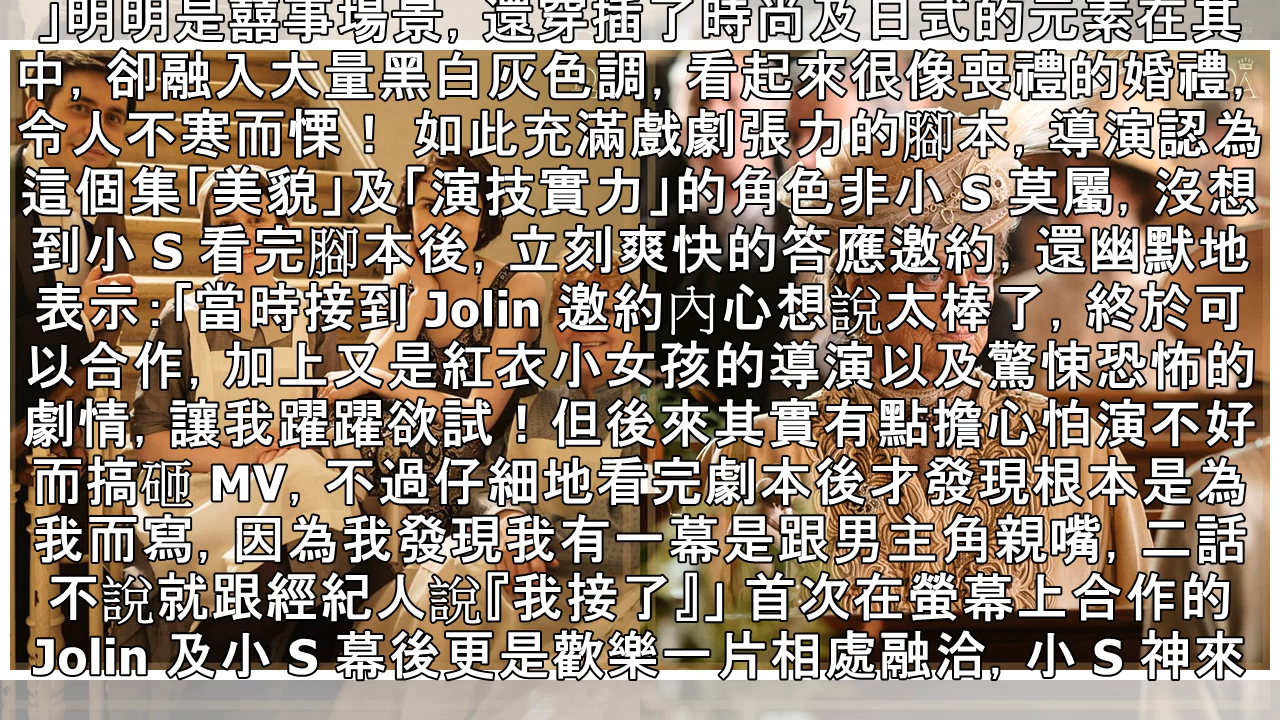 」明明是囍事場景, 還穿插了時尚及日式的元素在其
中, 卻融入大量黑白灰色調, 看起來很像喪禮的婚禮,
令人不寒而慄！ 如此充滿戲劇張力的腳本, 導演認為
這個集「美貌」及「演技實力」的角色非小 S 莫屬, 沒想
到小 S 看完腳本後, 立刻爽快的答應邀約, 還幽默地
表示：「當時接到 Jolin 邀約內心想說太棒了, 終於可
以合作, 加上又是紅衣小女孩的導演以及驚悚恐怖的
劇情, 讓我躍躍欲試！但後來其實有點擔心怕演不好
而搞砸 MV, 不過仔細地看完劇本後才發現根本是為
我而寫, 因為我發現我有一幕是跟男主角親嘴, 二話
不說就跟經紀人說『我接了』」首次在螢幕上合作的
Jolin 及小 S 幕後更是歡樂一片相處融洽, 小 S 神來